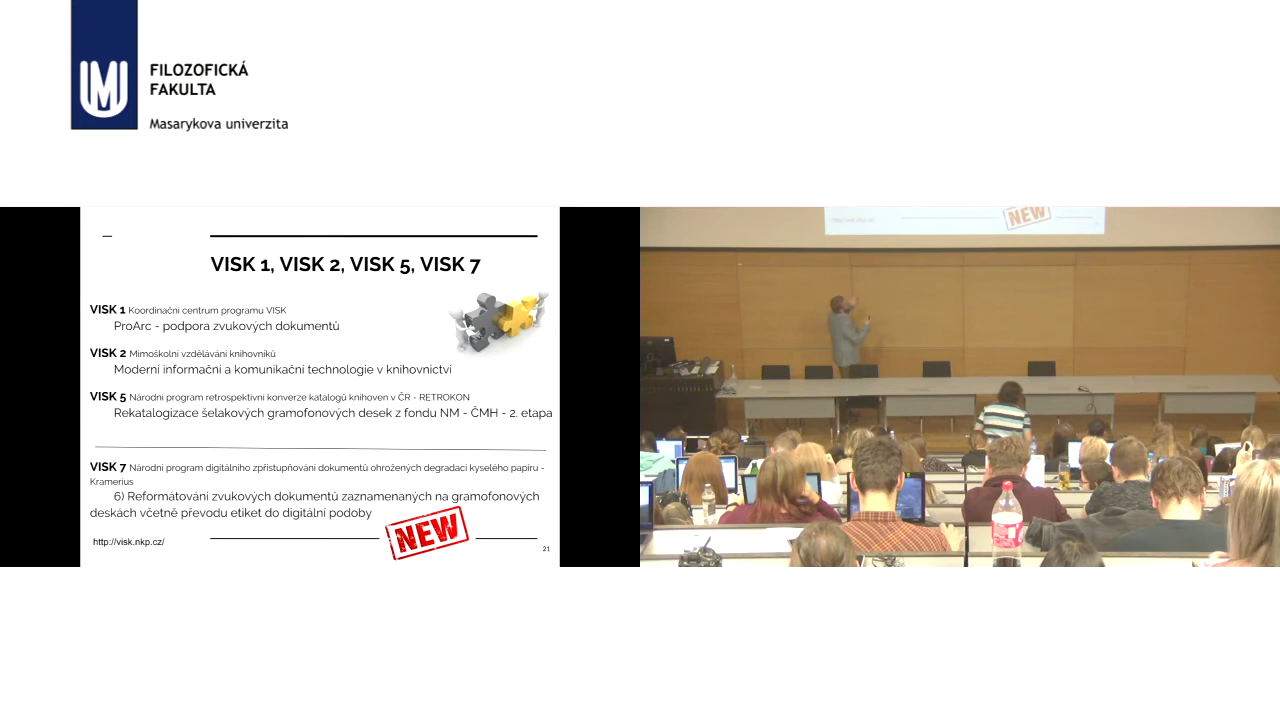 FILOZOFICKÁ
FAKULTA
Masarykova univerzita
VISK 1, VISK 2, VISK 5, VISK 7
VISK 1 Koordinační centrum programu VISK
ProArc - podpora zvukových dokumentů
VISK 2 Mimoškolní vzdělávání knihovníků
Moderní informační a komunikační technologie v knihovnictví
VISK 5 Národní program retrospektivní konverze katalogů knihoven v ČR - RETROKON
Rekatalogizace šelakových gramofonových desek z fondu NM - ČMH - 2. etapa
VISK 7 Národní program digitálního zpřístupňování dokumentů ohrožených degradací kyselého papíru -
Kramerius
6) Reformátování zvukových dokumentů zaznamenaných na gramofonových
deskách včetně převodu etiket do digitální podoby
NEW
http://visk.nkp.cz/
21
NEW